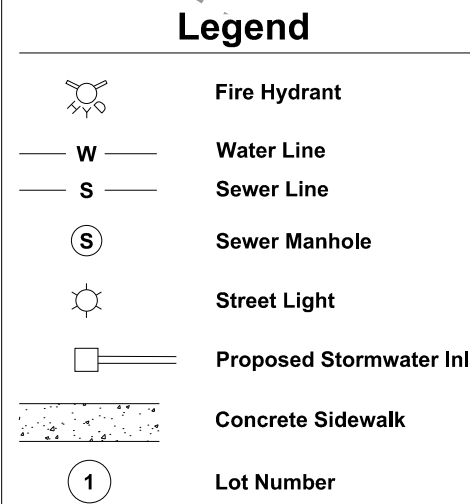 Legend
HYD Fire Hydrant
W Water Line
S Sewer Line
S Sewer Manhole
Street Light
Proposed Stormwater Inl
Concrete Sidewalk
1 Lot Number